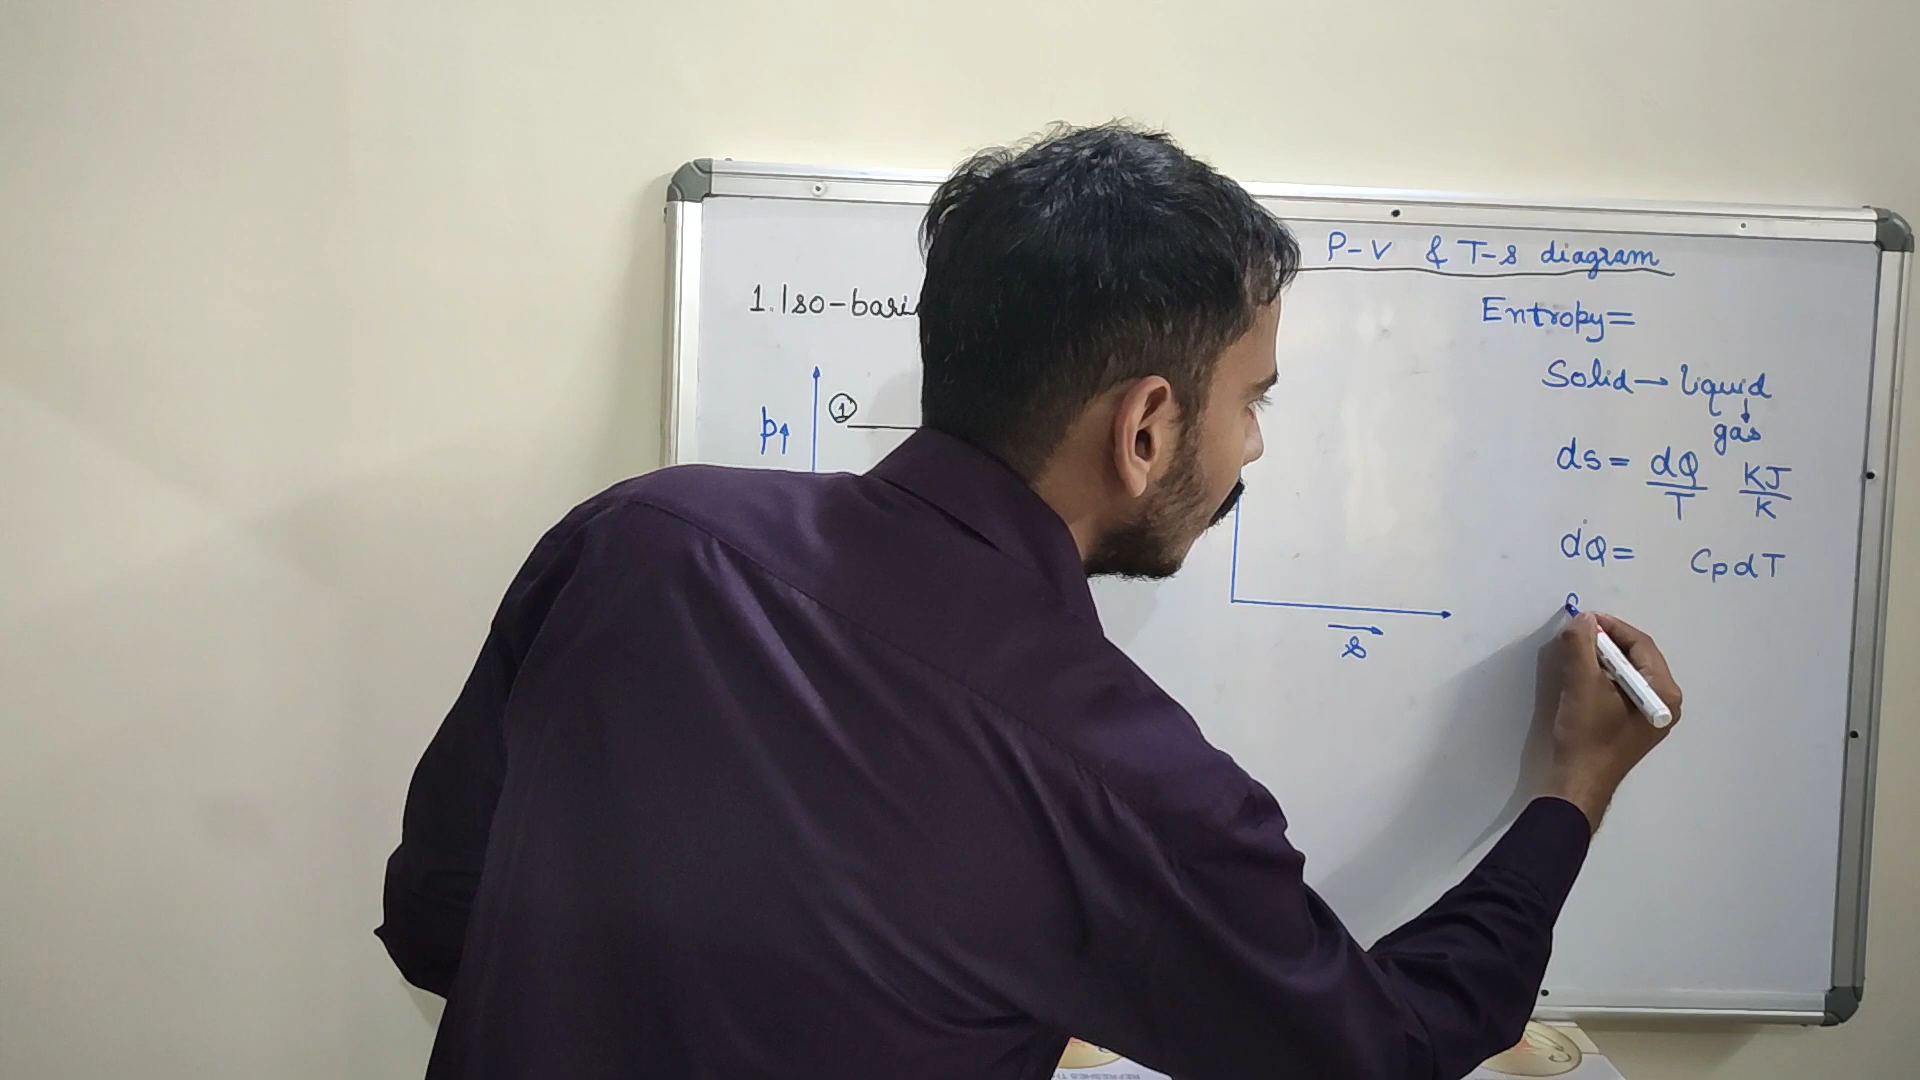 P-V & T-s diagram
1. Iso-bari
Entropy=
Solid → liquid
↓
gas
P↑
1
ds = dQ/T KJ/K
dQ= CpdT
s